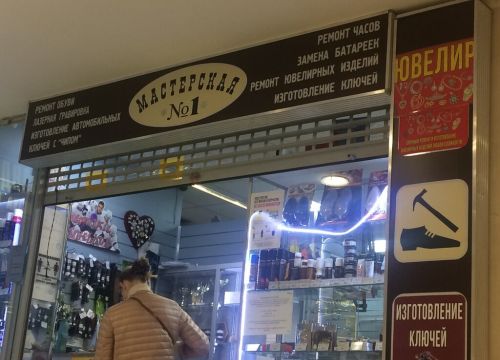 РЕМОНТ ОБУВИ
ЛАЗЕРНАЯ ГРАВИРОВКА
ИЗГОТОВЛЕНИЕ АВТОМОБИЛЬНЫХ
КЛЮЧЕЙ С "ЧИПОМ"
МАСТЕРСКАЯ
№1
РЕМОНТ ЧАСОВ
ЗАМЕНА БАТАРЕЕК
РЕМОНТ ЮВЕЛИРНЫХ ИЗДЕЛИЙ
ИЗГОТОВЛЕНИЕ КЛЮЧЕЙ
ЮВЕЛИР
ИЗГОТОВЛЕНИЕ
КЛЮЧЕЙ